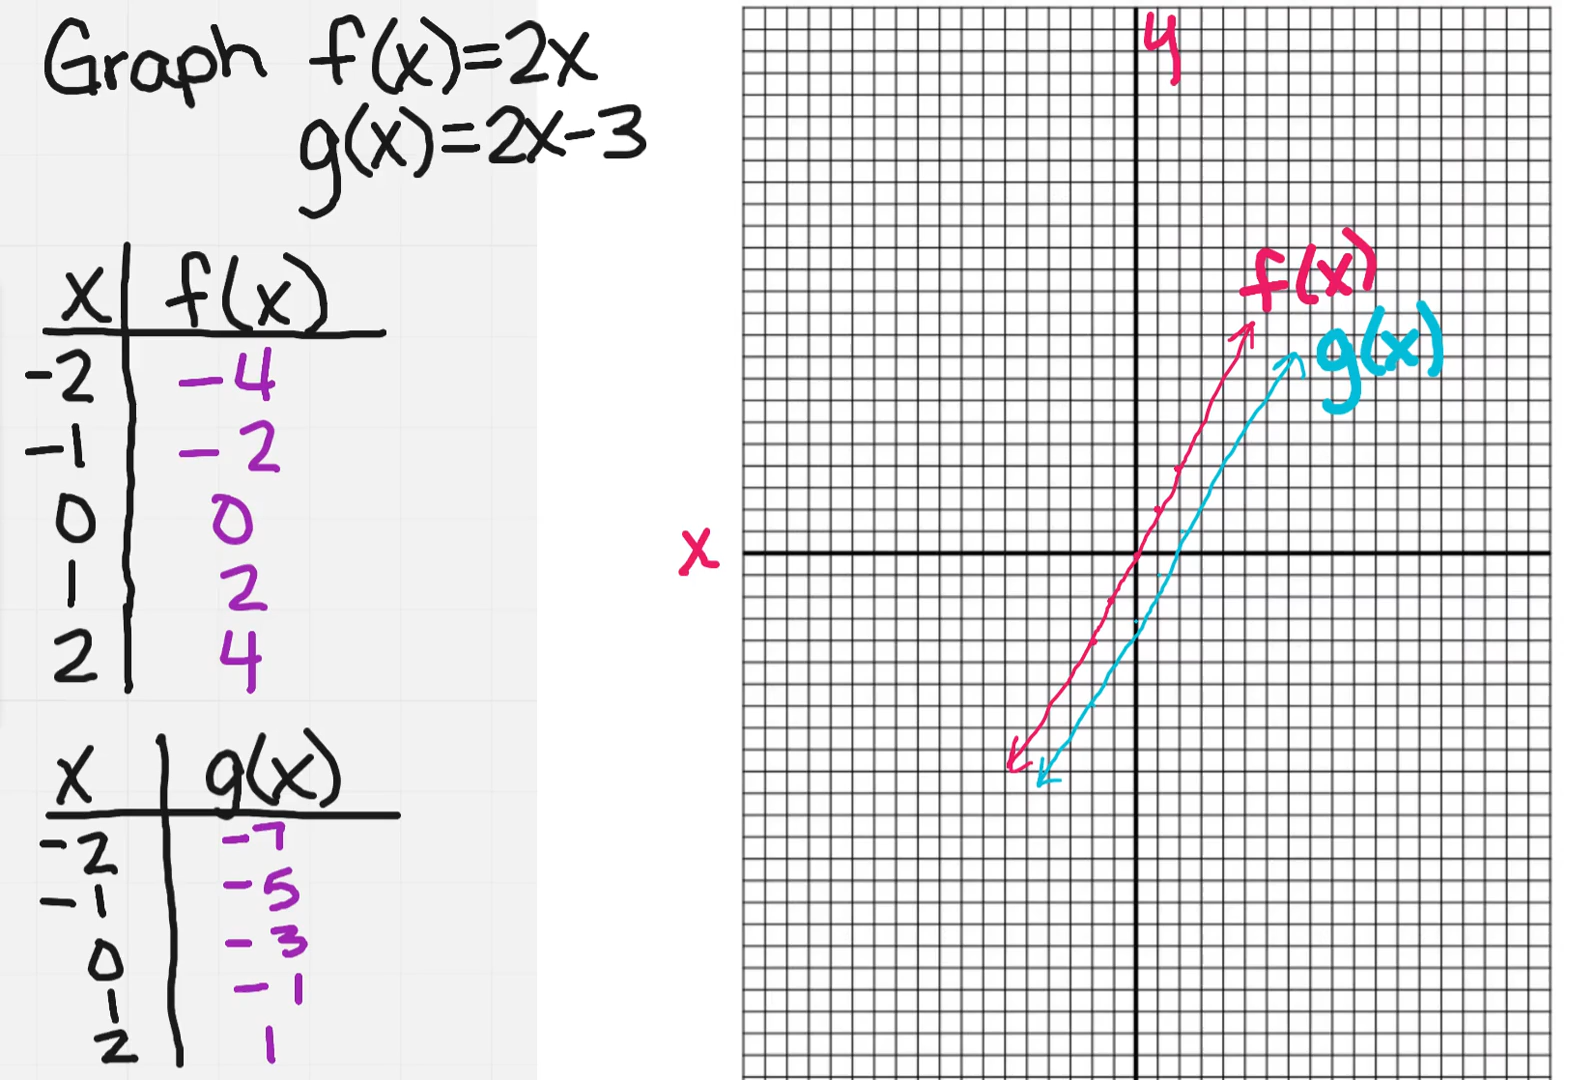 Graph f(x)=2x
g(x)=2x-3
x f(x)
-2 -4
-1 -2
0 0
1 2
2 4
x g(x)
-2 -7
-1 -5
0 -3
1 -1
2 1
y
f(x)
g(x)
x